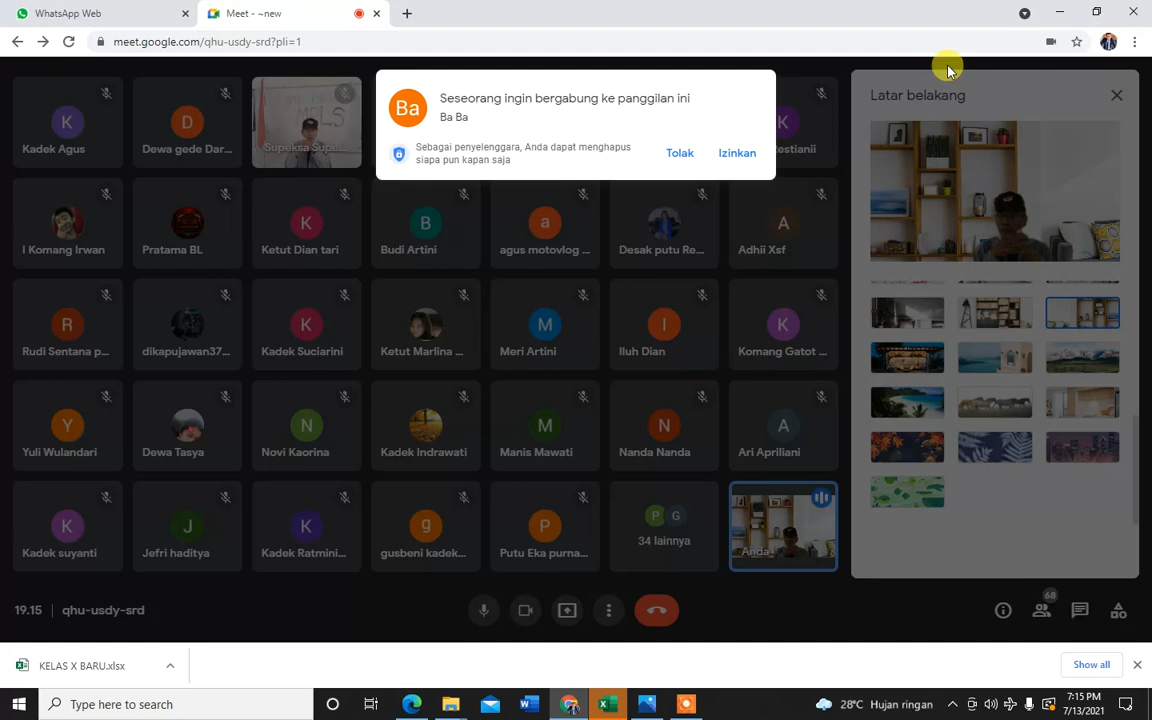 WhatsApp Web
Meet - ~new
meet.google.com/qhu-usdy-srd?pli=1
Ba
Seseorang ingin bergabung ke panggilan ini
Ba Ba
Sebagai penyelenggara, Anda dapat menghapus
siapa pun kapan saja
Tolak
Izinkan
Latar belakang
K
Kadek Agus
D
Dewa gede Dar...
K
I Komang Irwan
Pratama BL
K
Ketut Dian tari
B
Budi Artini
a
agus motovlog ...
Desak putu Re...
A
Adhii Xsf
R
Rudi Sentana p...
dikapujawan37...
K
Kadek Suciarini
Ketut Marlina ...
M
Meri Artini
I
Iluh Dian
K
Komang Gatot ...
Y
Yuli Wulandari
Dewa Tasya
N
Novi Kaorina
Kadek Indrawati
M
Manis Mawati
N
Nanda Nanda
A
Ari Apriliani
K
Kadek suyanti
J
Jefri haditya
K
Kadek Ratmini...
g
gusbeni kadek...
P
Putu Eka purna...
P G
34 lainnya
Anda
19.15 | qhu-usdy-srd
68
KELAS X BARU.xlsx
Show all
Type here to search
28°C Hujan ringan
7:15 PM
7/13/2021